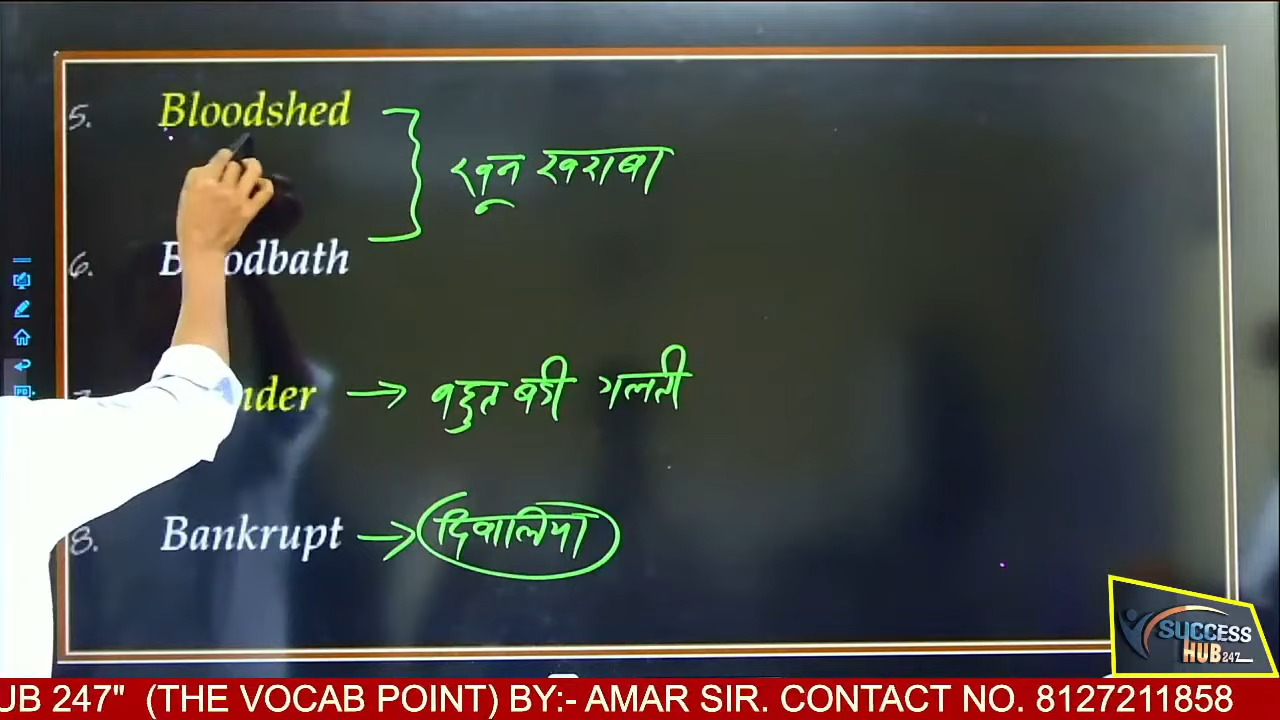 5. Bloodshed
खून खराबा
6. B odbath
nder → बहुत बडी गलती
8. Bankrupt → दिवालिया
SUCCESS
HUB 247
UB 247" (THE VOCAB POINT) BY:- AMAR SIR. CONTACT NO. 8127211858